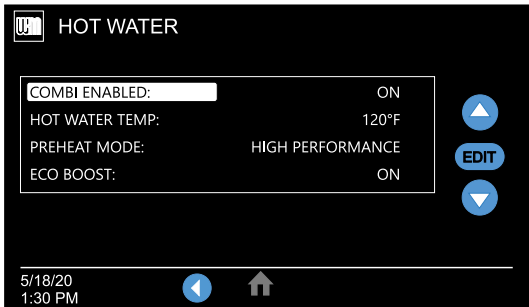 WM HOT WATER
COMBI ENABLED: ON
HOT WATER TEMP: 120°F
PREHEAT MODE: HIGH PERFORMANCE
ECO BOOST: ON
EDIT
5/18/20
1:30 PM